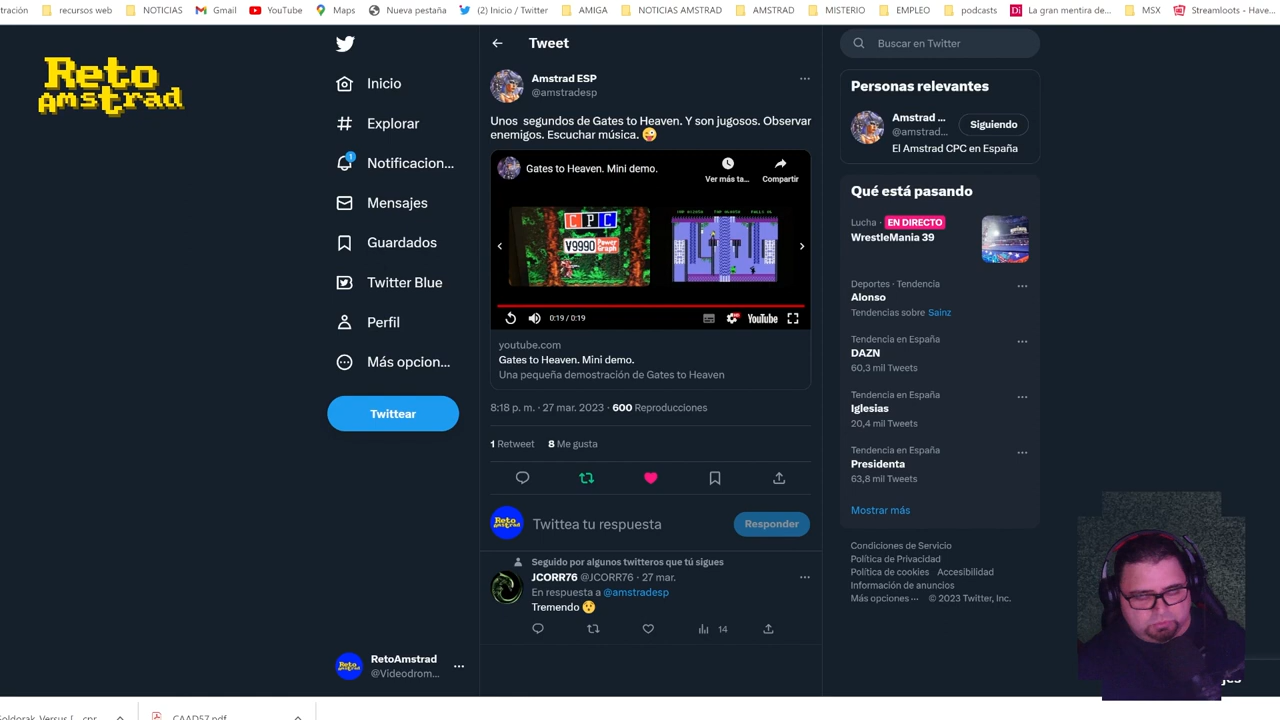 tración
recursos web
NOTICIAS
Gmail
YouTube
Maps
Nueva pestaña
(2) Inicio / Twitter
AMIGA
NOTICIAS AMSTRAD
AMSTRAD
MISTERIO
EMPLEO
podcasts
Di
La gran mentira de...
MSX
Streamloots - Have...
Reto
Amstrad
Inicio
Explorar
1
Notificacion...
Mensajes
Guardados
Twitter Blue
Perfil
Más opcion...
Twittear
RetoAmstrad
@Videodrom...
Tweet
Amstrad ESP
@amstradesp
Unos segundos de Gates to Heaven. Y son jugosos. Observar
enemigos. Escuchar música. 😜
Gates to Heaven. Mini demo.
Ver más ta...
Compartir
CPC
V9990 Power Graph
0:19 / 0:19
YouTube
youtube.com
Gates to Heaven. Mini demo.
Una pequeña demostración de Gates to Heaven
8:18 p. m. · 27 mar. 2023 · 600 Reproducciones
1 Retweet 8 Me gusta
Reto
Amstrad
Twittea tu respuesta
Responder
Seguido por algunos twitteros que tú sigues
JCORR76 @JCORR76 · 27 mar.
En respuesta a @amstradesp
Tremendo 😲
14
Buscar en Twitter
Personas relevantes
Amstrad ...
@amstrad...
Siguiendo
El Amstrad CPC en España
Qué está pasando
Lucha · EN DIRECTO
WrestleMania 39
Deportes · Tendencia
Alonso
Tendencias sobre Sainz
Tendencia en España
DAZN
60,3 mil Tweets
Tendencia en España
Iglesias
20,4 mil Tweets
Tendencia en España
Presidenta
63,8 mil Tweets
Mostrar más
Condiciones de Servicio
Política de Privacidad
Política de cookies Accesibilidad
Información de anuncios
Más opciones ··· © 2023 Twitter, Inc.
CAAD57.pdf